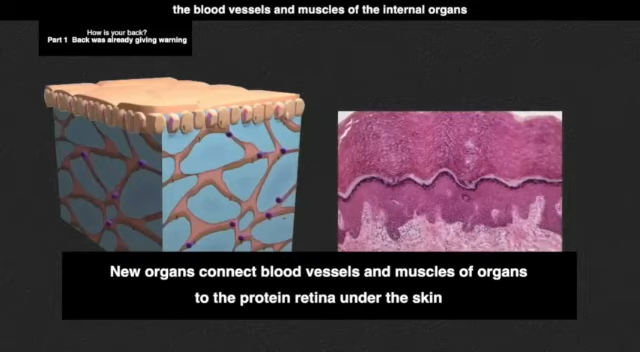 the blood vessels and muscles of the internal organs
How is your back?
Part 1 Back was already giving warning
New organs connect blood vessels and muscles of organs
to the protein retina under the skin